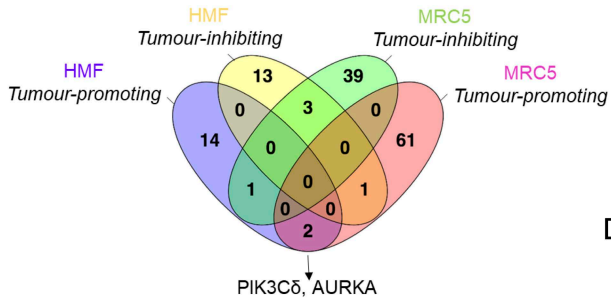 HMF
Tumour-inhibiting
MRC5
Tumour-inhibiting
HMF
Tumour-promoting
MRC5
Tumour-promoting
13
39
3
0
0
14
61
0
0
1
0
1
0
0
2
PIK3Cδ, AURKA